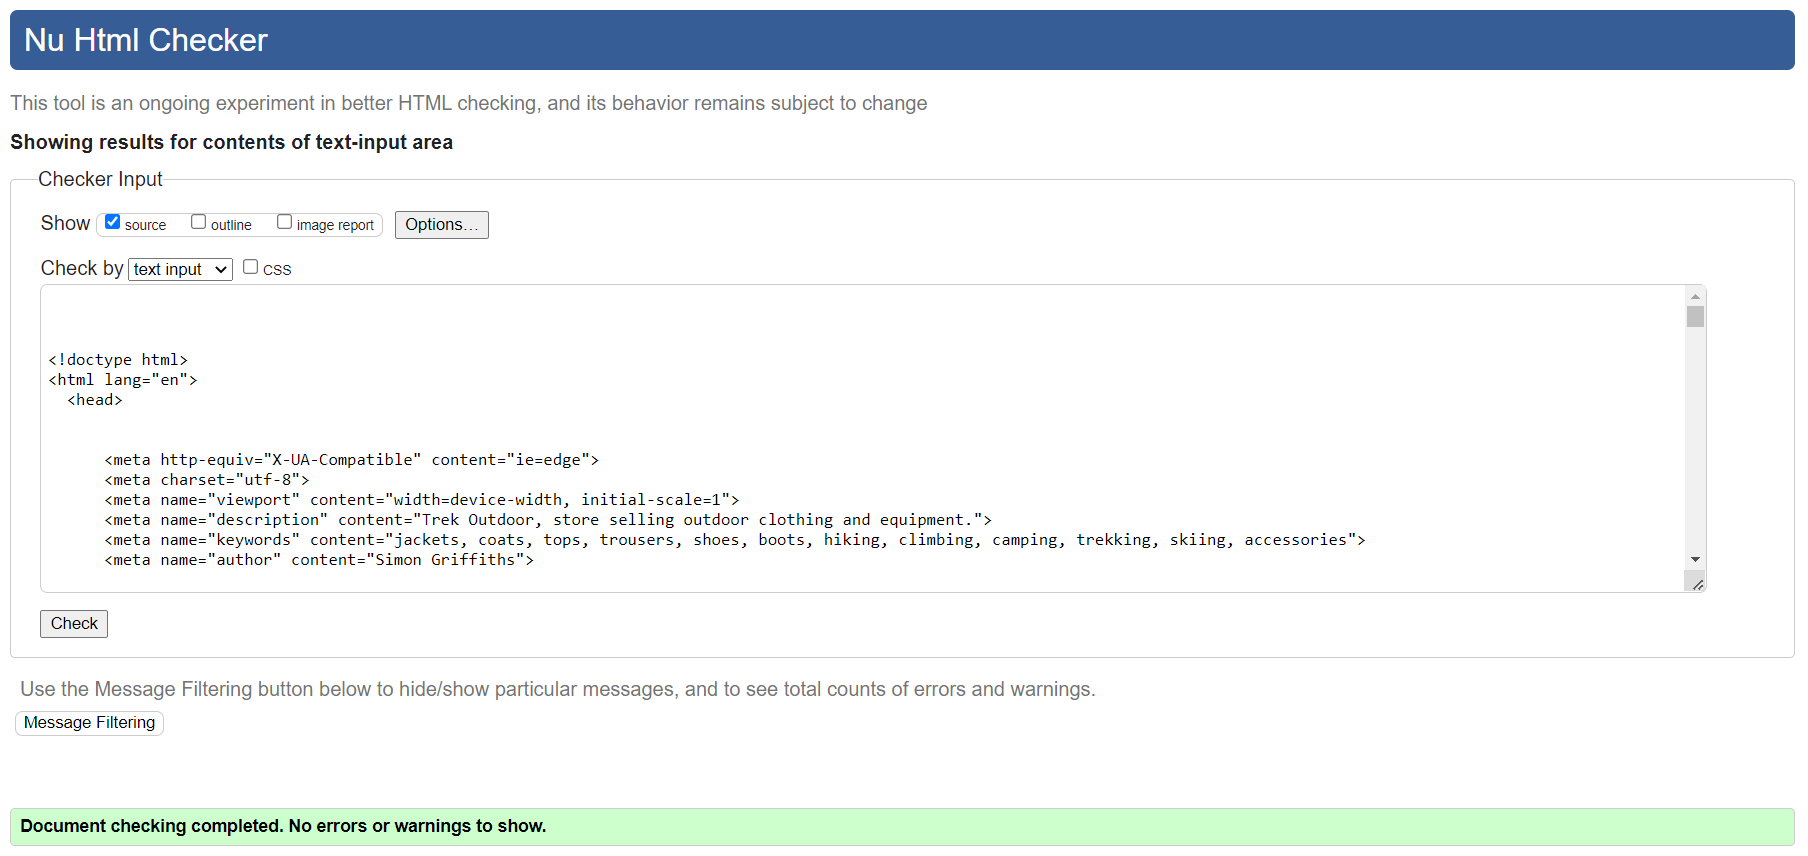 Nu Html Checker
This tool is an ongoing experiment in better HTML checking, and its behavior remains subject to change
Showing results for contents of text-input area
Checker Input
Show source outline image report Options...
Check by text input CSS
<!doctype html>
<html lang="en">
<head>
<meta http-equiv="X-UA-Compatible" content="ie=edge">
<meta charset="utf-8">
<meta name="viewport" content="width=device-width, initial-scale=1">
<meta name="description" content="Trek Outdoor, store selling outdoor clothing and equipment.">
<meta name="keywords" content="jackets, coats, tops, trousers, shoes, boots, hiking, climbing, camping, trekking, skiing, accessories">
<meta name="author" content="Simon Griffiths">
Check
Use the Message Filtering button below to hide/show particular messages, and to see total counts of errors and warnings.
Message Filtering
Document checking completed. No errors or warnings to show.